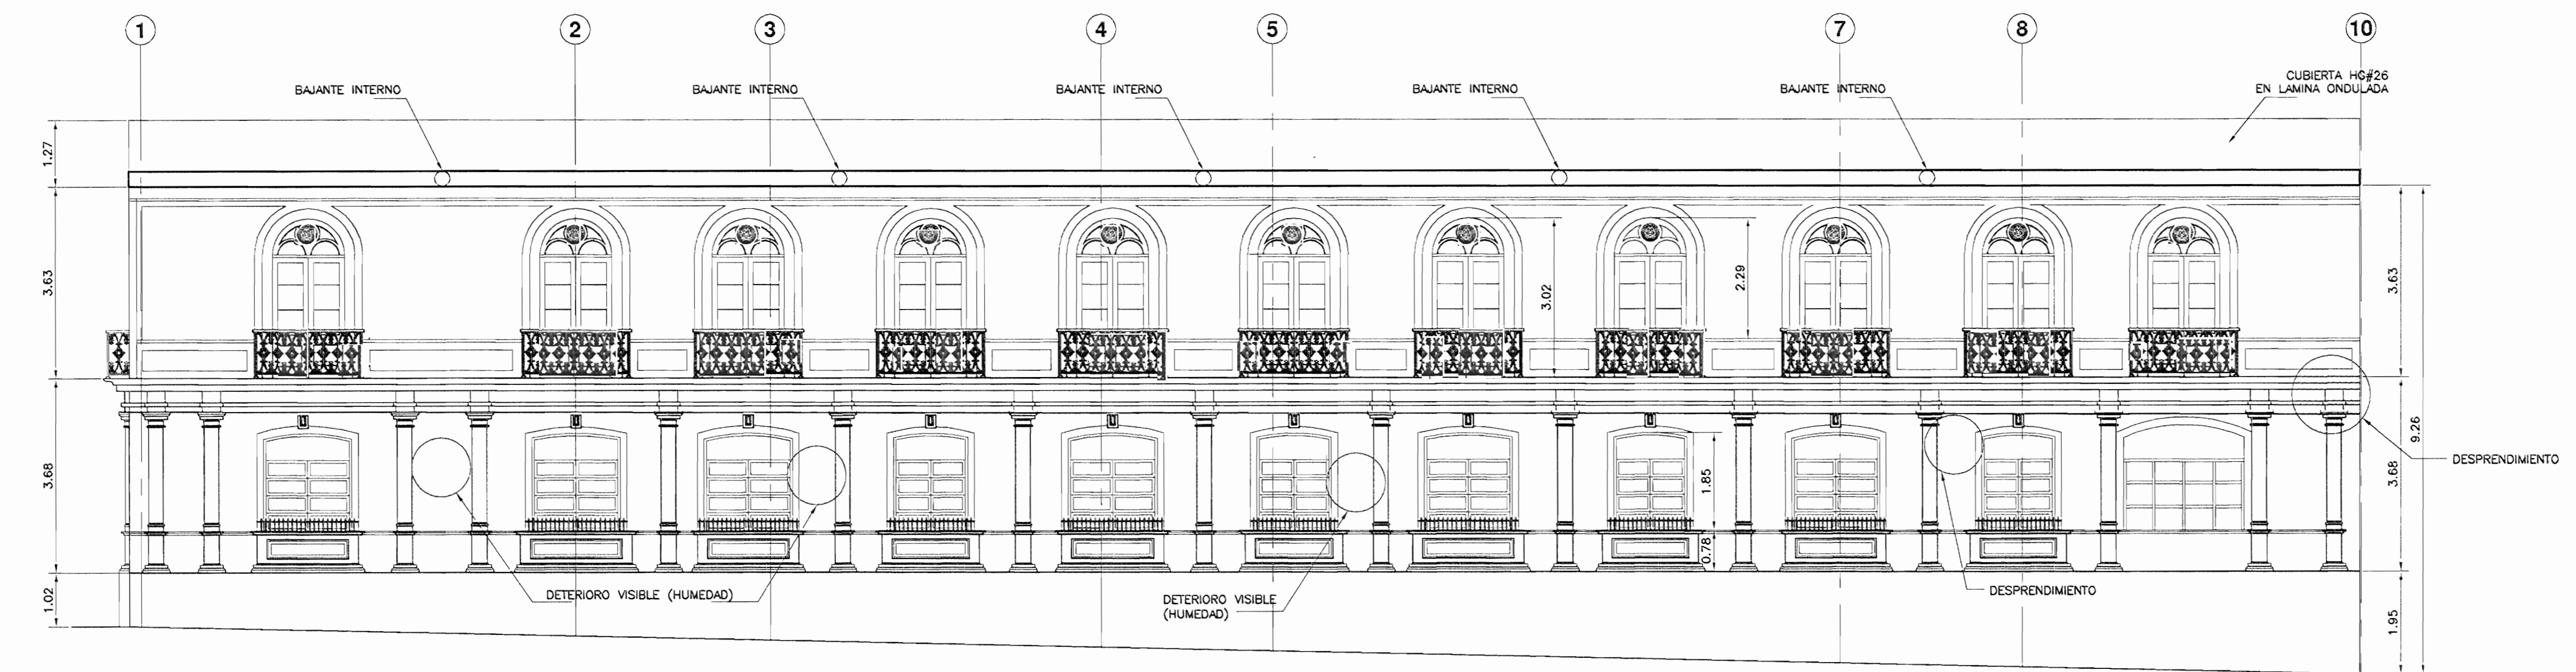 1 2 3 4 5 7 8 10
CUBIERTA HG#26
EN LAMINA ONDULADA
BAJANTE INTERNO
BAJANTE INTERNO
BAJANTE INTERNO
BAJANTE INTERNO
BAJANTE INTERNO
1.27
3.63
3.68
1.02
3.02
2.29
1.85
0.78
3.63
9.26
3.68
1.95
DESPRENDIMIENTO
DETERIORO VISIBLE (HUMEDAD)
DETERIORO VISIBLE
(HUMEDAD)
DESPRENDIMIENTO